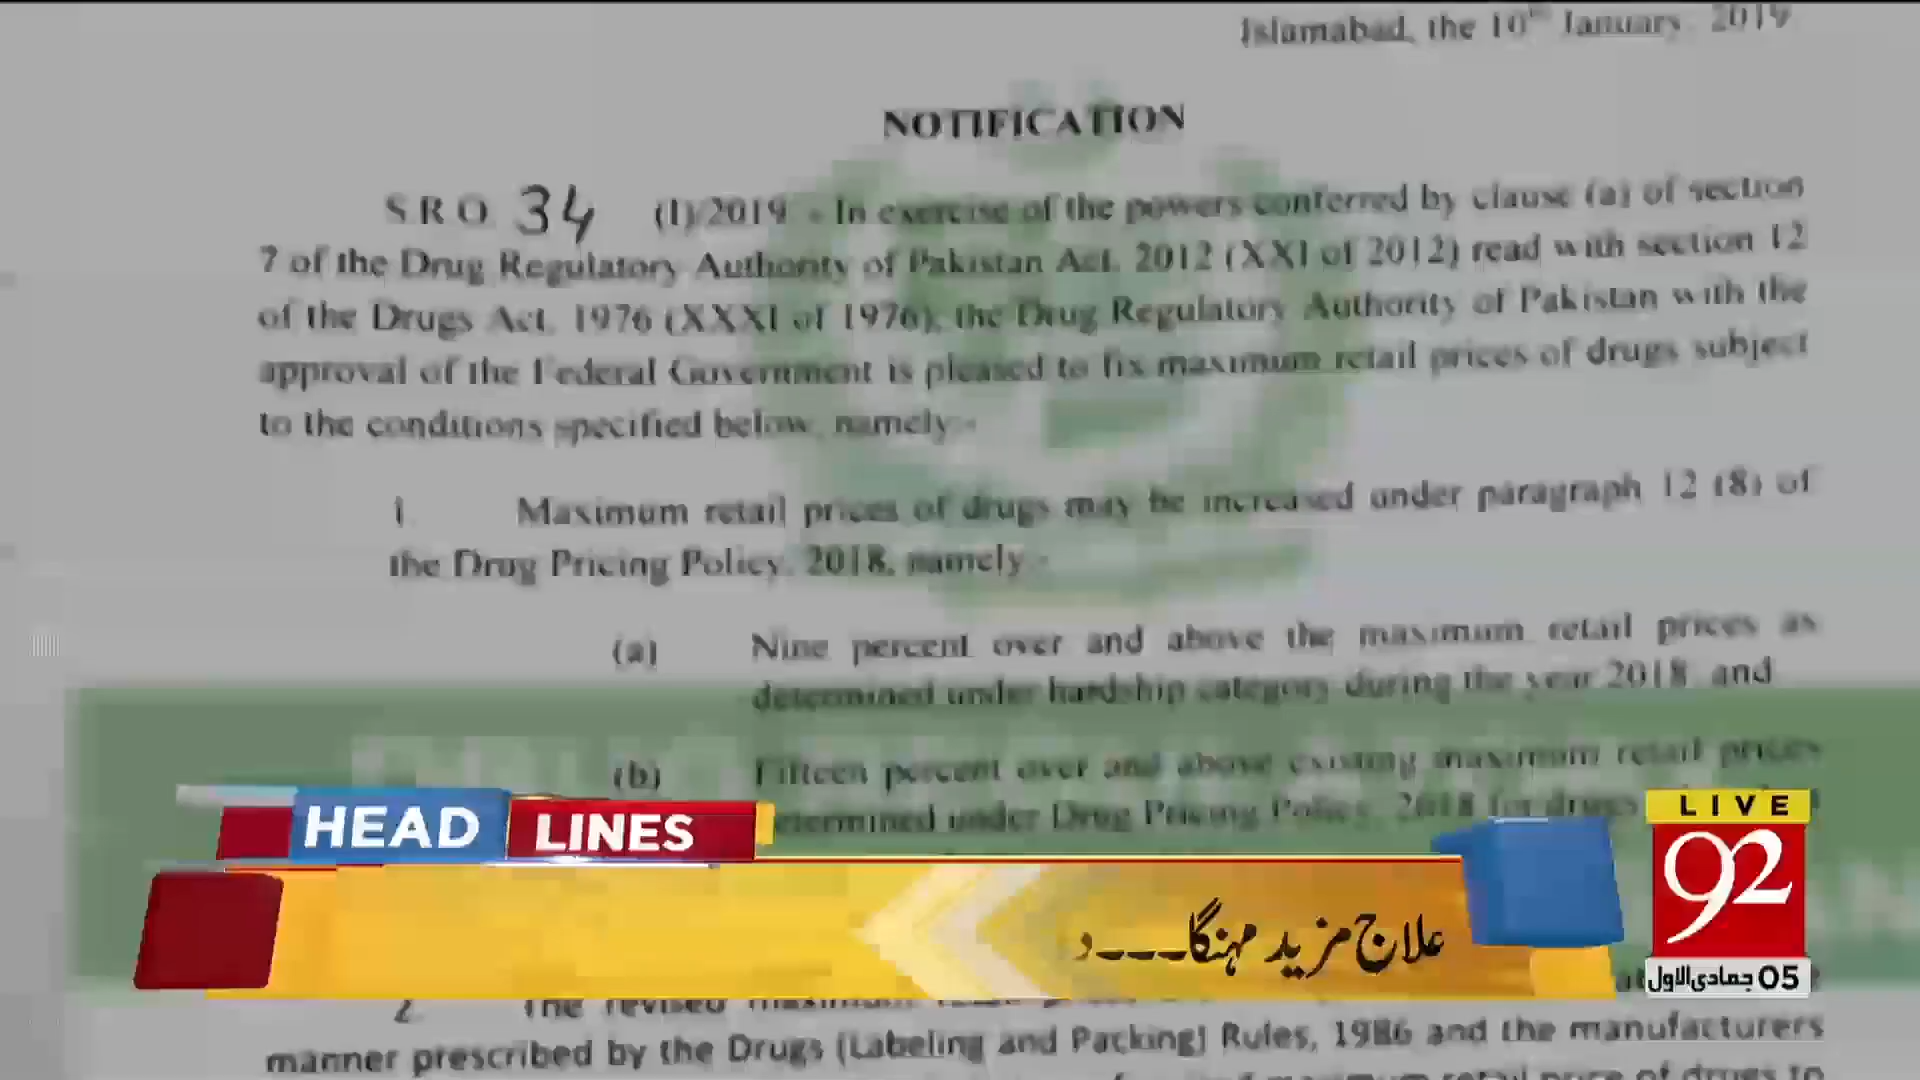 Islamabad, the 10th January, 2019
NOTIFICATION
S.R.O. 34 (I)/2019 - In exercise of the powers conferred by clause (a) of section
7 of the Drug Regulatory Authority of Pakistan Act, 2012 (XXI of 2012) read with section 12
of the Drugs Act, 1976 (XXXI of 1976), the Drug Regulatory Authority of Pakistan with the
approval of the Federal Government is pleased to fix maximum retail prices of drugs subject
to the conditions specified below, namely:-
1. Maximum retail prices of drugs may be increased under paragraph 12 (8) of
the Drug Pricing Policy, 2018, namely:-
(a) Nine percent over and above the maximum retail prices as
determined under hardship category during the year 2018, and
(b) Fifteen percent over and above existing maximum retail prices
determined under Drug Pricing Policy, 2018 for drugs
HEAD LINES
LIVE
92
علاج مزید مہنگا۔۔۔۔د
05 جمادی الاول
2. The revised maximum
manner prescribed by the Drugs (Labeling and Packing) Rules, 1986 and the manufacturers
maximum retail price of drugs to